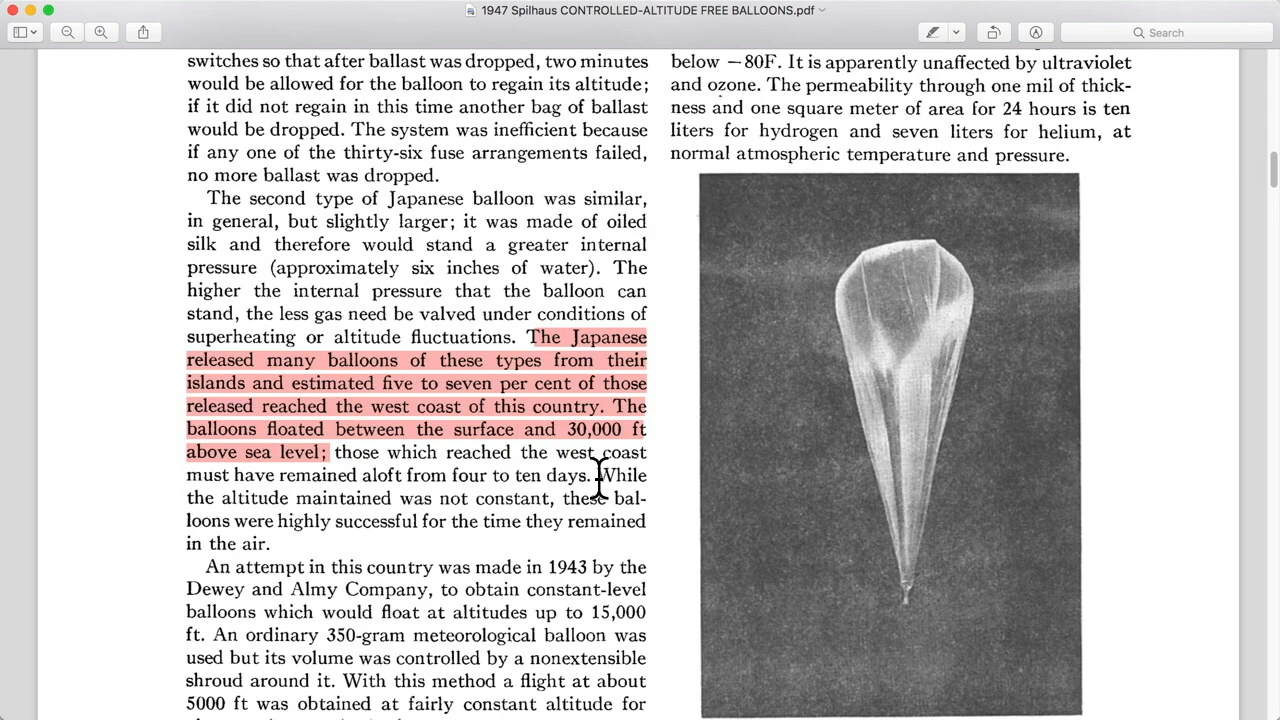 1947 Spilhaus CONTROLLED-ALTITUDE FREE BALLOONS.pdf
Search
switches so that after ballast was dropped, two minutes
would be allowed for the balloon to regain its altitude;
if it did not regain in this time another bag of ballast
would be dropped. The system was inefficient because
if any one of the thirty-six fuse arrangements failed,
no more ballast was dropped.
The second type of Japanese balloon was similar,
in general, but slightly larger; it was made of oiled
silk and therefore would stand a greater internal
pressure (approximately six inches of water). The
higher the internal pressure that the balloon can
stand, the less gas need be valved under conditions of
superheating or altitude fluctuations. The Japanese
released many balloons of these types from their
islands and estimated five to seven per cent of those
released reached the west coast of this country. The
balloons floated between the surface and 30,000 ft
above sea level; those which reached the west coast
must have remained aloft from four to ten days. While
the altitude maintained was not constant, these bal-
loons were highly successful for the time they remained
in the air.
An attempt in this country was made in 1943 by the
Dewey and Almy Company, to obtain constant-level
balloons which would float at altitudes up to 15,000
ft. An ordinary 350-gram meteorological balloon was
used but its volume was controlled by a nonextensible
shroud around it. With this method a flight at about
5000 ft was obtained at fairly constant altitude for
below −80F. It is apparently unaffected by ultraviolet
and ozone. The permeability through one mil of thick-
ness and one square meter of area for 24 hours is ten
liters for hydrogen and seven liters for helium, at
normal atmospheric temperature and pressure.